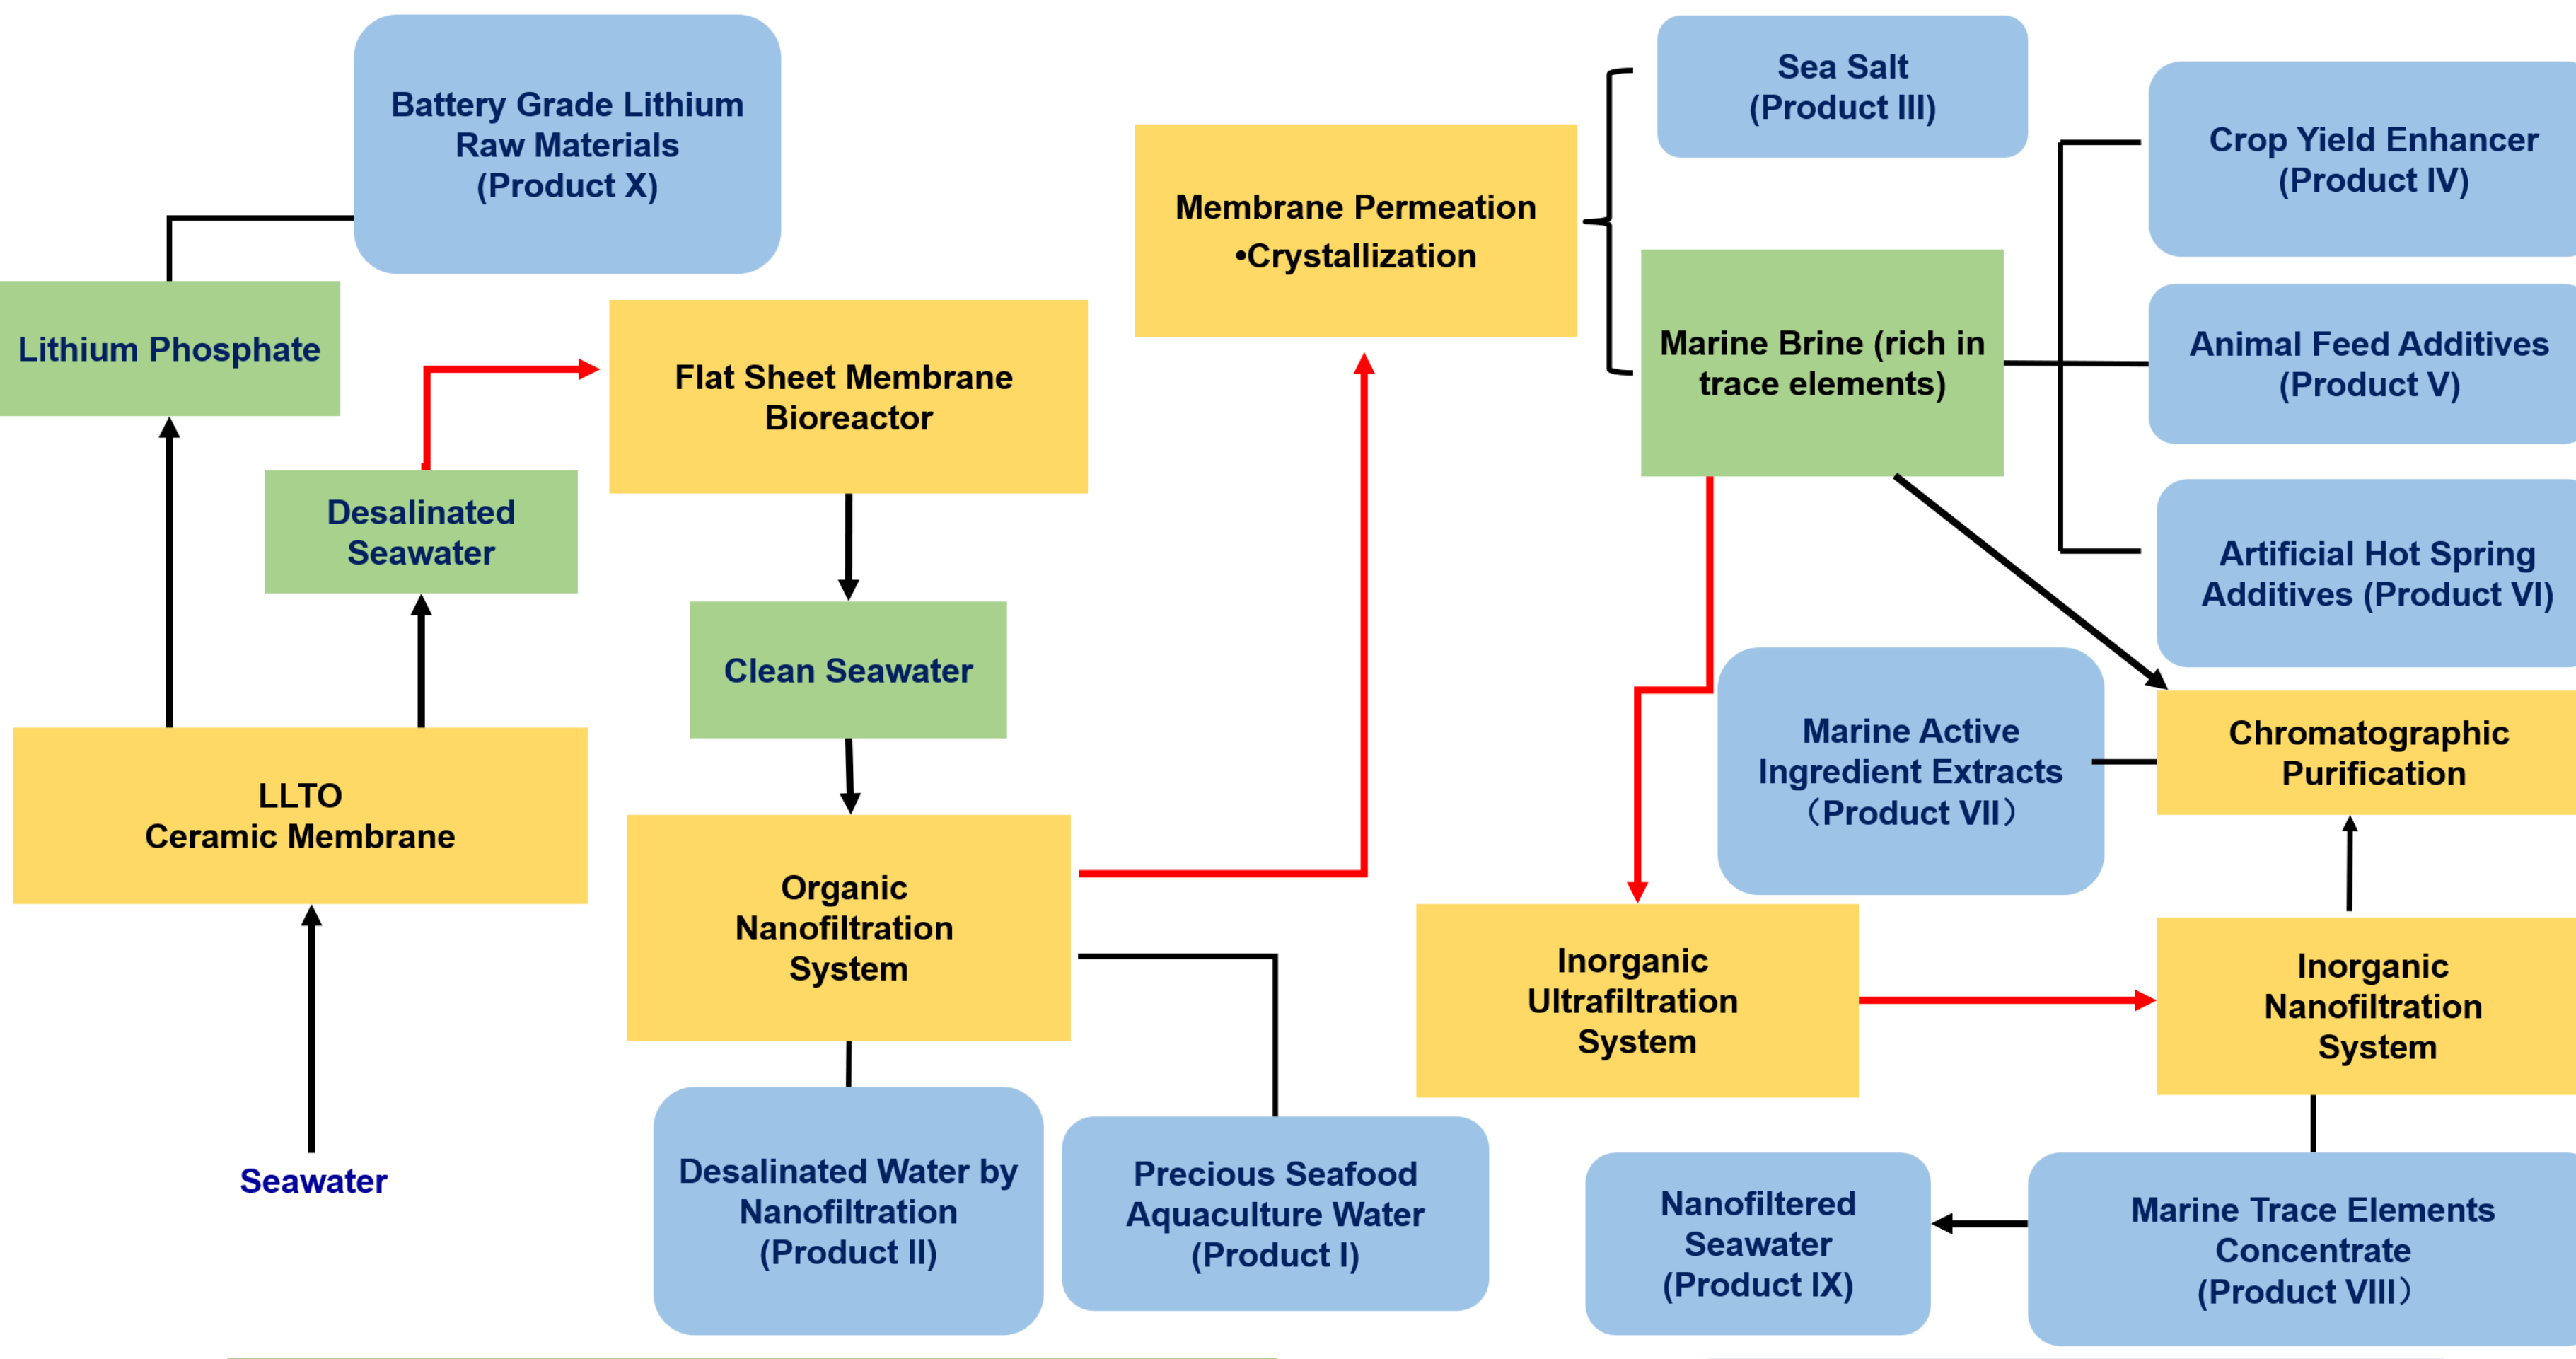 Battery Grade Lithium
Raw Materials
(Product X)
Lithium Phosphate
Desalinated
Seawater
LLTO
Ceramic Membrane
Seawater
Flat Sheet Membrane
Bioreactor
Clean Seawater
Organic
Nanofiltration
System
Desalinated Water by
Nanofiltration
(Product II)
Precious Seafood
Aquaculture Water
(Product I)
Membrane Permeation
•Crystallization
Sea Salt
(Product III)
Marine Brine (rich in
trace elements)
Crop Yield Enhancer
(Product IV)
Animal Feed Additives
(Product V)
Artificial Hot Spring
Additives (Product VI)
Marine Active
Ingredient Extracts
（Product VII）
Chromatographic
Purification
Inorganic
Ultrafiltration
System
Inorganic
Nanofiltration
System
Nanofiltered
Seawater
(Product IX)
Marine Trace Elements
Concentrate
(Product VIII）